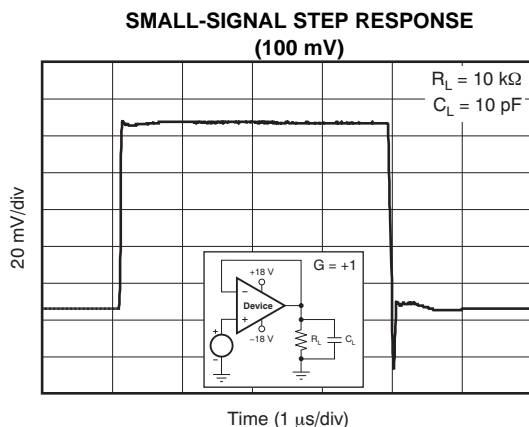 SMALL-SIGNAL STEP RESPONSE
(100 mV)
R_L = 10 kΩ
C_L = 10 pF
20 mV/div
G = +1
+18 V
−
Device
+
−18 V
+
−
R_L
C_L
Time (1 μs/div)